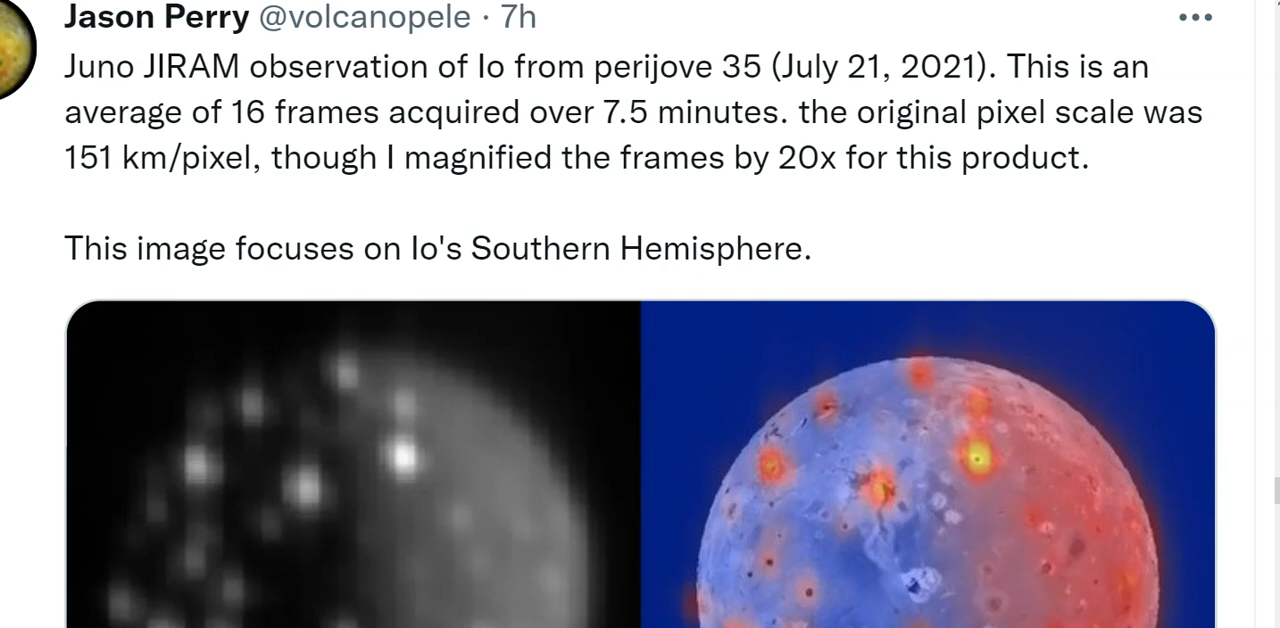 Jason Perry @volcanopele · 7h
Juno JIRAM observation of Io from perijove 35 (July 21, 2021). This is an
average of 16 frames acquired over 7.5 minutes. the original pixel scale was
151 km/pixel, though I magnified the frames by 20x for this product.
This image focuses on Io's Southern Hemisphere.